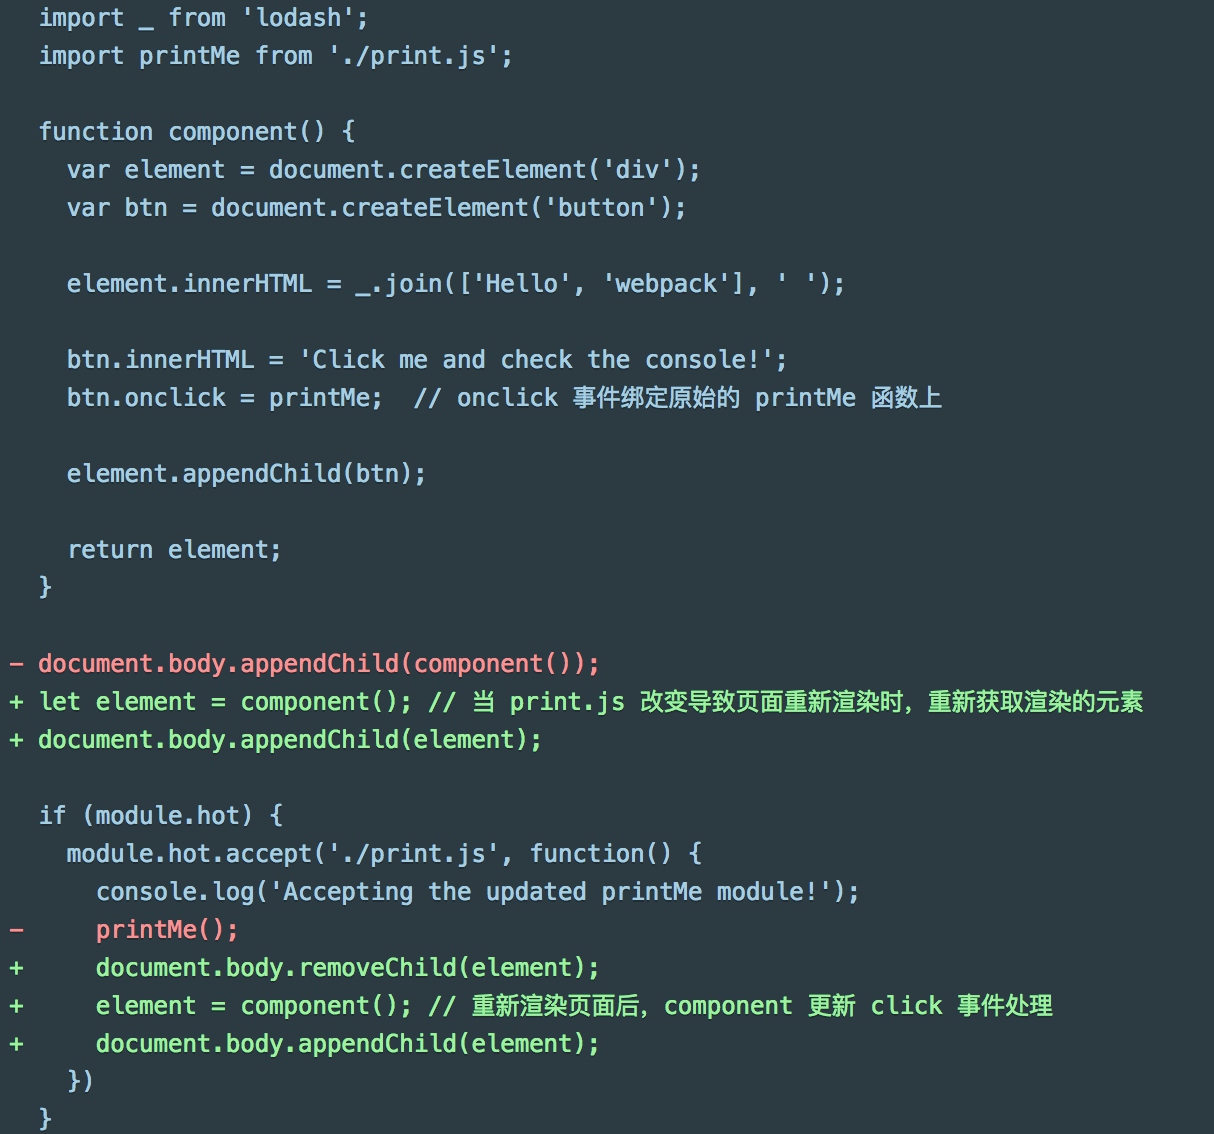 import _ from 'lodash';
import printMe from './print.js';
function component() {
var element = document.createElement('div');
var btn = document.createElement('button');
element.innerHTML = _.join(['Hello', 'webpack'], ' ');
btn.innerHTML = 'Click me and check the console!';
btn.onclick = printMe;  // onclick 事件绑定原始的 printMe 函数上
element.appendChild(btn);
return element;
}
- document.body.appendChild(component());
+ let element = component(); // 当 print.js 改变导致页面重新渲染时，重新获取渲染的元素
+ document.body.appendChild(element);
if (module.hot) {
module.hot.accept('./print.js', function() {
console.log('Accepting the updated printMe module!');
- printMe();
+ document.body.removeChild(element);
+ element = component(); // 重新渲染页面后，component 更新 click 事件处理
+ document.body.appendChild(element);
})
}